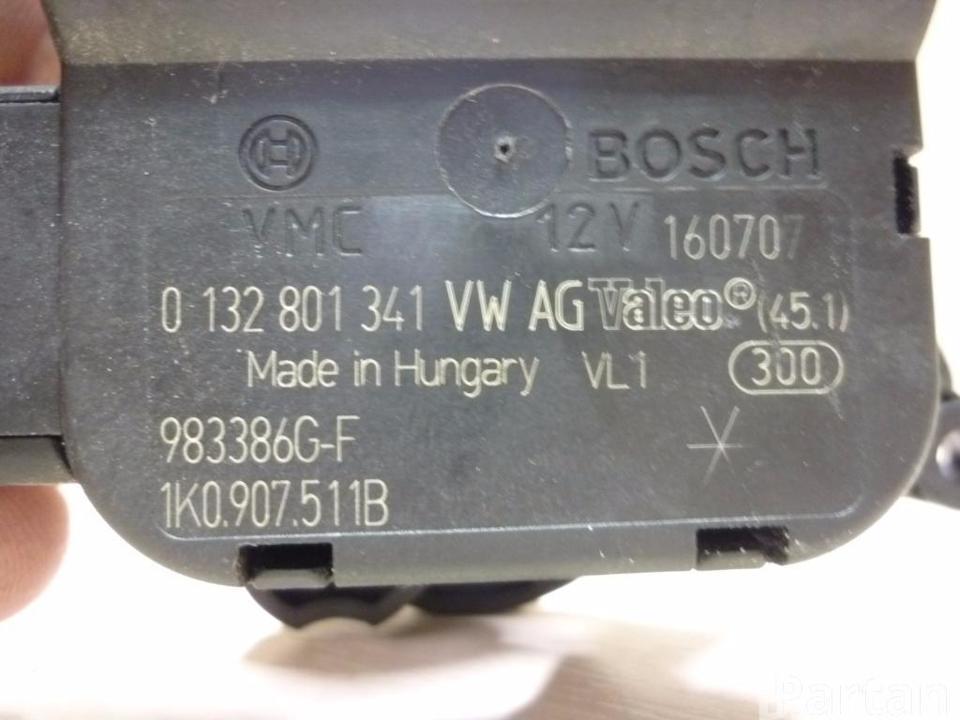 BOSCH
VMC 12V 160707
0 132 801 341 VW AG Valeo® (45.1)
Made in Hungary VL1 300
983386G-F
1K0.907.511B
Partan